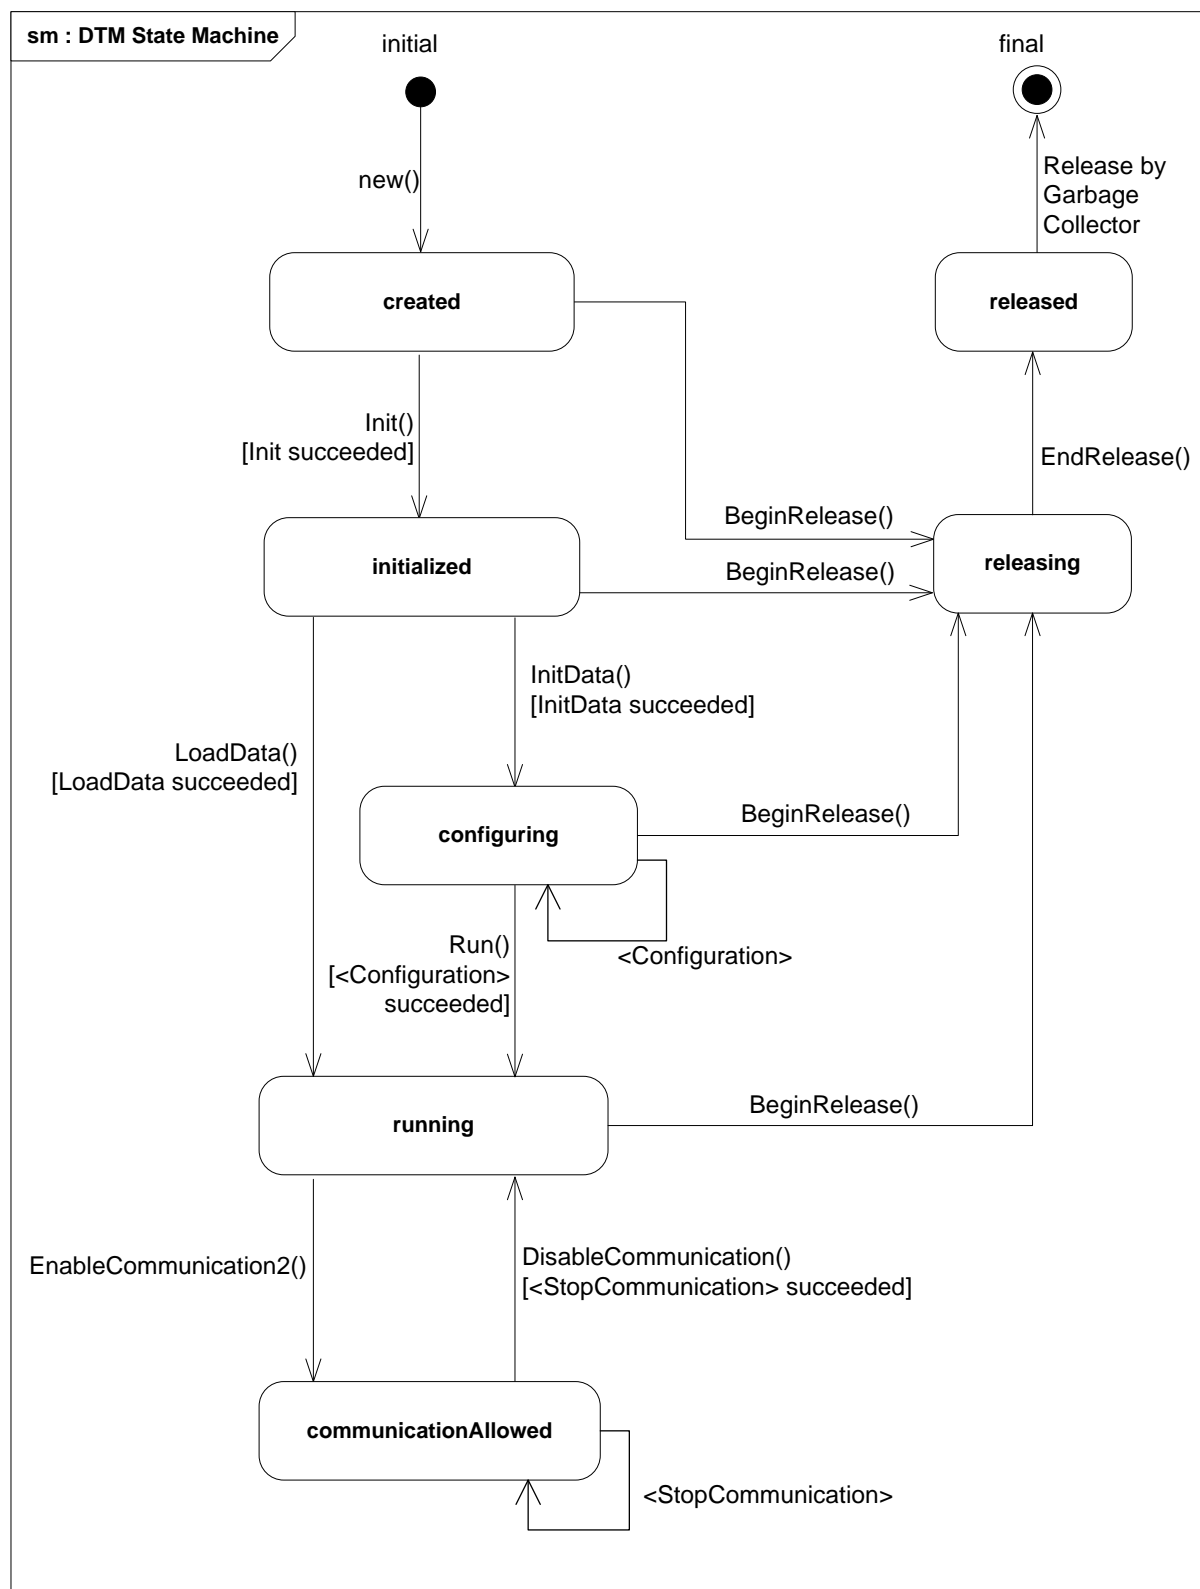 sm : DTM State Machine
initial
final
new()
Release by
Garbage
Collector
created
released
Init()
[Init succeeded]
EndRelease()
BeginRelease()
initialized
BeginRelease()
releasing
InitData()
[InitData succeeded]
LoadData()
[LoadData succeeded]
configuring
BeginRelease()
Run()
[<Configuration>
succeeded]
<Configuration>
running
BeginRelease()
EnableCommunication2()
DisableCommunication()
[<StopCommunication> succeeded]
communicationAllowed
<StopCommunication>